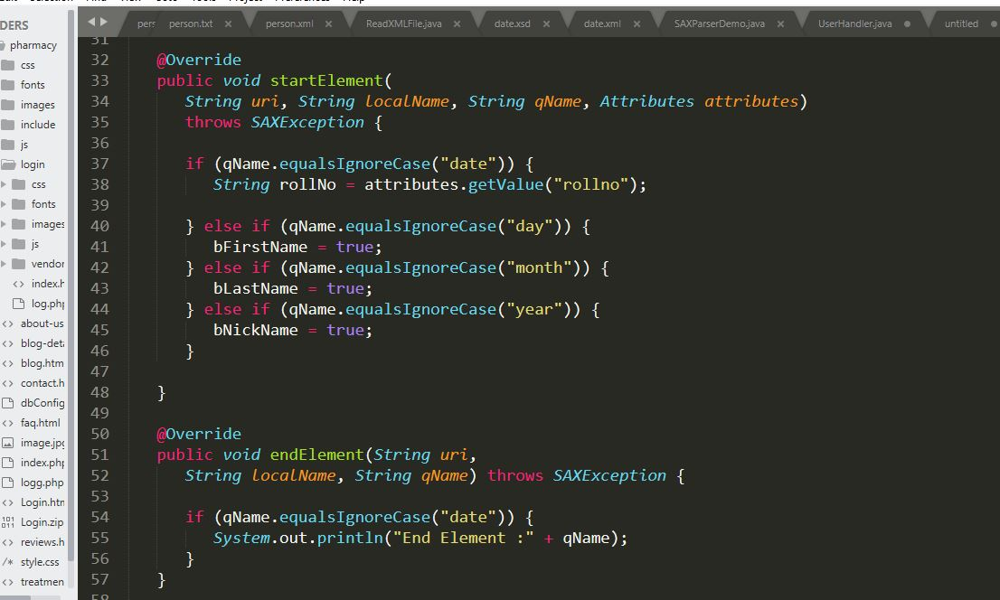 DERS
pharmacy
css
fonts
images
include
js
login
css
fonts
images
js
vendor
index.h
log.php
about-us
blog-deta
blog.htm
contact.h
dbConfig
faq.html
image.jpg
index.php
logg.php
Login.htm
Login.zip
reviews.h
style.css
treatmen
pers person.txt × person.xml × ReadXMLFile.java × date.xsd × date.xml × SAXParserDemo.java × UserHandler.java untitled
31
32 @Override
33 public void startElement(
34 String uri, String localName, String qName, Attributes attributes)
35 throws SAXException {
36
37 if (qName.equalsIgnoreCase("date")) {
38 String rollNo = attributes.getValue("rollno");
39
40 } else if (qName.equalsIgnoreCase("day")) {
41 bFirstName = true;
42 } else if (qName.equalsIgnoreCase("month")) {
43 bLastName = true;
44 } else if (qName.equalsIgnoreCase("year")) {
45 bNickName = true;
46 }
47
48 }
49
50 @Override
51 public void endElement(String uri,
52 String localName, String qName) throws SAXException {
53
54 if (qName.equalsIgnoreCase("date")) {
55 System.out.println("End Element :" + qName);
56 }
57 }
58